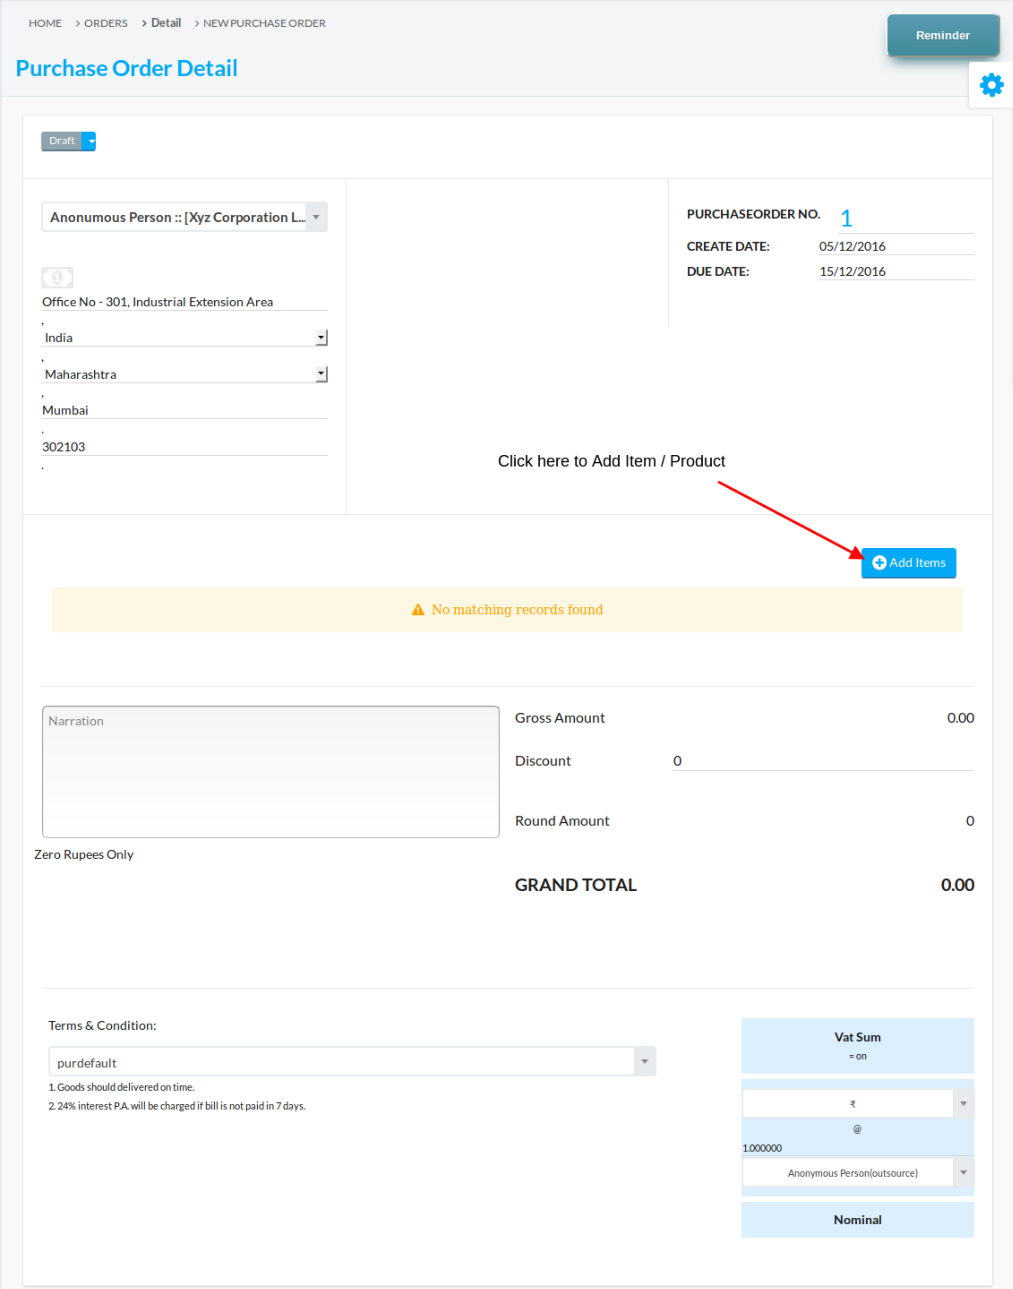 HOME > ORDERS > Detail > NEW PURCHASE ORDER
Reminder
Purchase Order Detail
Draft
Anonumous Person :: [Xyz Corporation L...
PURCHASEORDER NO. 1
CREATE DATE: 05/12/2016
DUE DATE: 15/12/2016
1
Office No - 301, Industrial Extension Area
,
India
,
Maharashtra
,
Mumbai
.
302103
.
Click here to Add Item / Product
Add Items
No matching records found
Narration
Gross Amount 0.00
Discount 0
Round Amount 0
Zero Rupees Only
GRAND TOTAL 0.00
Terms & Condition:
purdefault
1. Goods should delivered on time.
2. 24% interest P.A. will be charged if bill is not paid in 7 days.
Vat Sum
= on
₹
@
1.000000
Anonymous Person(outsource)
Nominal